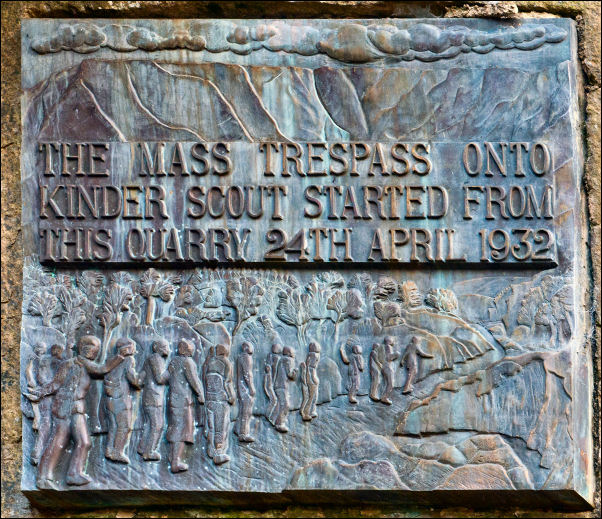 THE MASS TRESPASS ONTO
KINDER SCOUT STARTED FROM
THIS QUARRY 24TH APRIL 1932